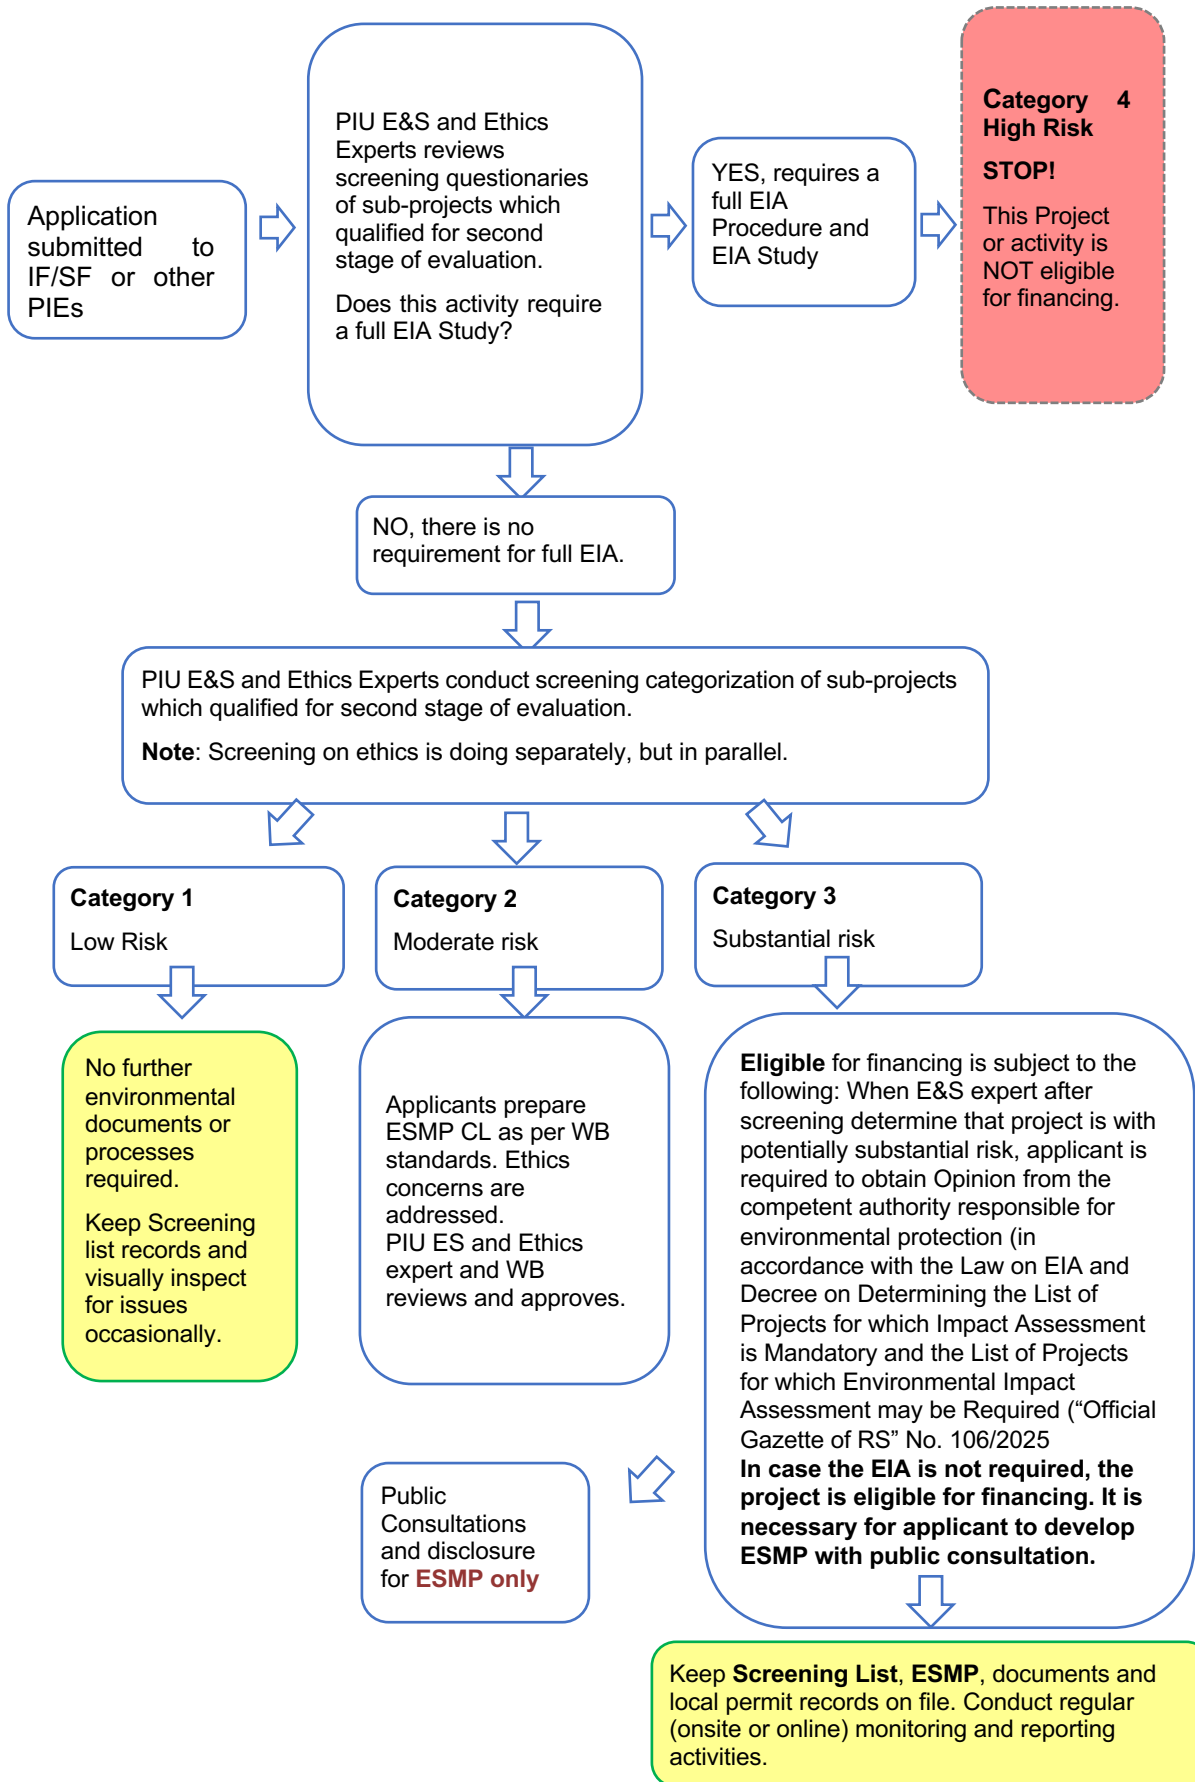 Application
submitted to
IF/SF or other
PIEs
PIU E&S and Ethics
Experts reviews
screening questionaries
of sub-projects which
qualified for second
stage of evaluation.
Does this activity require
a full EIA Study?
YES, requires a
full EIA
Procedure and
EIA Study
Category 4
High Risk
STOP!
This Project
or activity is
NOT eligible
for financing.
NO, there is no
requirement for full EIA.
PIU E&S and Ethics Experts conduct screening categorization of sub-projects
which qualified for second stage of evaluation.
Note: Screening on ethics is doing separately, but in parallel.
Category 1
Low Risk
Category 2
Moderate risk
Category 3
Substantial risk
No further
environmental
documents or
processes
required.
Keep Screening
list records and
visually inspect
for issues
occasionally.
Applicants prepare
ESMP CL as per WB
standards. Ethics
concerns are
addressed.
PIU ES and Ethics
expert and WB
reviews and approves.
Eligible for financing is subject to the
following: When E&S expert after
screening determine that project is with
potentially substantial risk, applicant is
required to obtain Opinion from the
competent authority responsible for
environmental protection (in
accordance with the Law on EIA and
Decree on Determining the List of
Projects for which Impact Assessment
is Mandatory and the List of Projects
for which Environmental Impact
Assessment may be Required (“Official
Gazette of RS” No. 106/2025
In case the EIA is not required, the
project is eligible for financing. It is
necessary for applicant to develop
ESMP with public consultation.
Public
Consultations
and disclosure
for ESMP only
Keep Screening List, ESMP, documents and
local permit records on file. Conduct regular
(onsite or online) monitoring and reporting
activities.